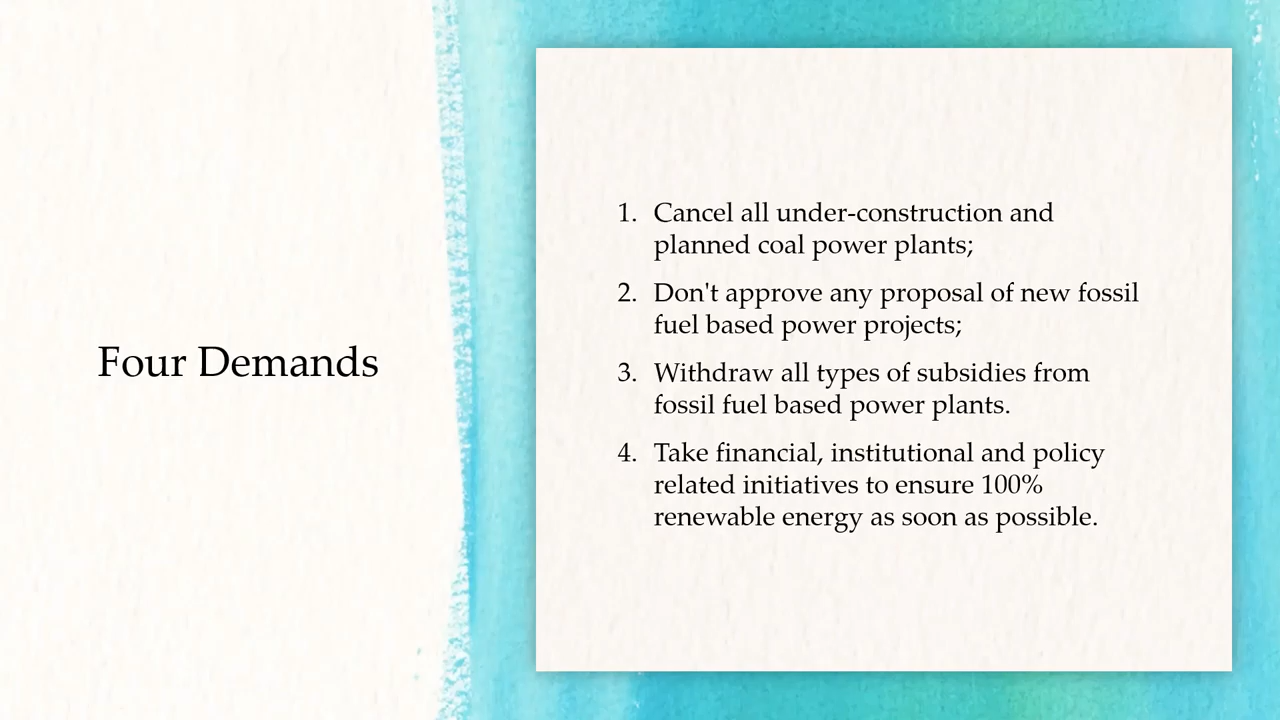 Four Demands
1. Cancel all under-construction and
planned coal power plants;
2. Don't approve any proposal of new fossil
fuel based power projects;
3. Withdraw all types of subsidies from
fossil fuel based power plants.
4. Take financial, institutional and policy
related initiatives to ensure 100%
renewable energy as soon as possible.